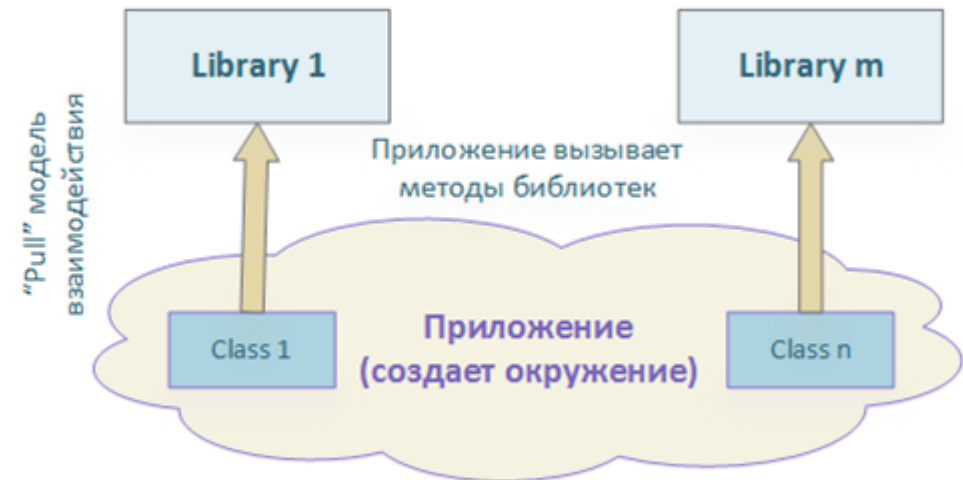 Library 1
Library m
"Pull" модель
взаимодействия
Приложение вызывает
методы библиотек
Class 1
Приложение
(создает окружение)
Class n